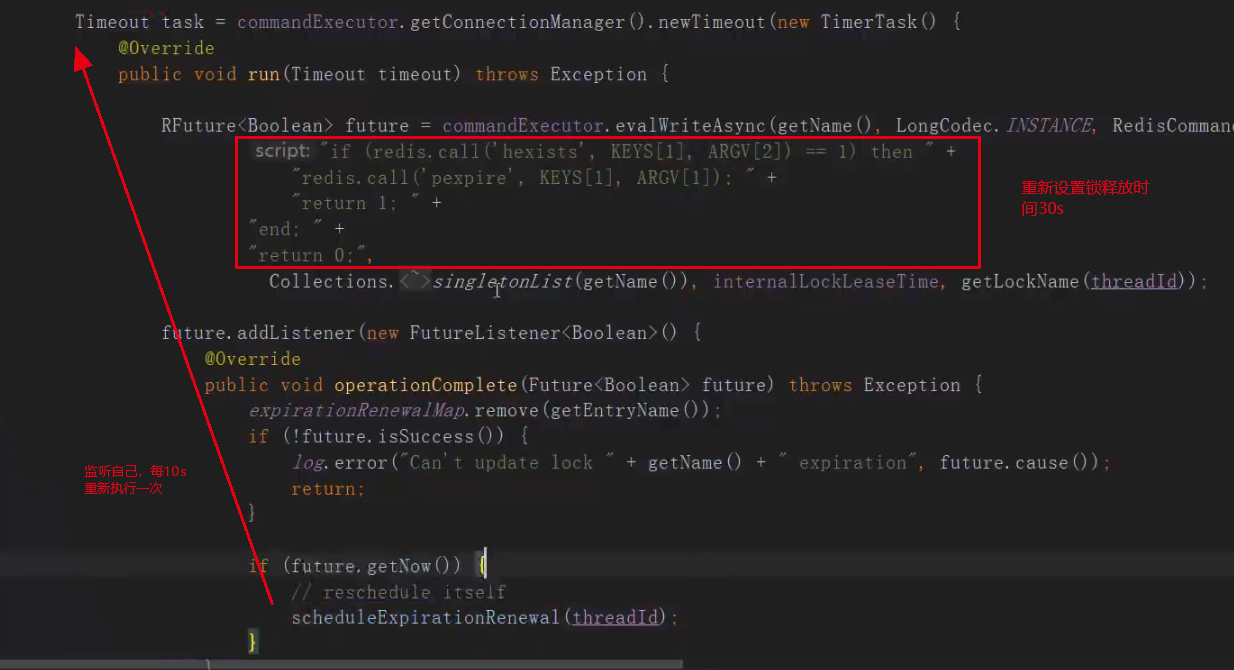 Timeout task = commandExecutor.getConnectionManager().newTimeout(new TimerTask() {
@Override
public void run(Timeout timeout) throws Exception {
RFuture<Boolean> future = commandExecutor.evalWriteAsync(getName(), LongCodec.INSTANCE, RedisComman
script: "if (redis.call('hexists', KEYS[1], ARGV[2]) == 1) then " +
"redis.call('pexpire', KEYS[1], ARGV[1]); " +
"return 1; " +
"end; " +
"return 0;",
重新设置锁释放时
间30s
Collections.<~>singletonList(getName()), internalLockLeaseTime, getLockName(threadId));
future.addListener(new FutureListener<Boolean>() {
@Override
public void operationComplete(Future<Boolean> future) throws Exception {
expirationRenewalMap.remove(getEntryName());
if (!future.isSuccess()) {
log.error("Can't update lock " + getName() + " expiration", future.cause());
return;
}
监听自己，每10s
重新执行一次
if (future.getNow()) {
// reschedule itself
scheduleExpirationRenewal(threadId);
}
}